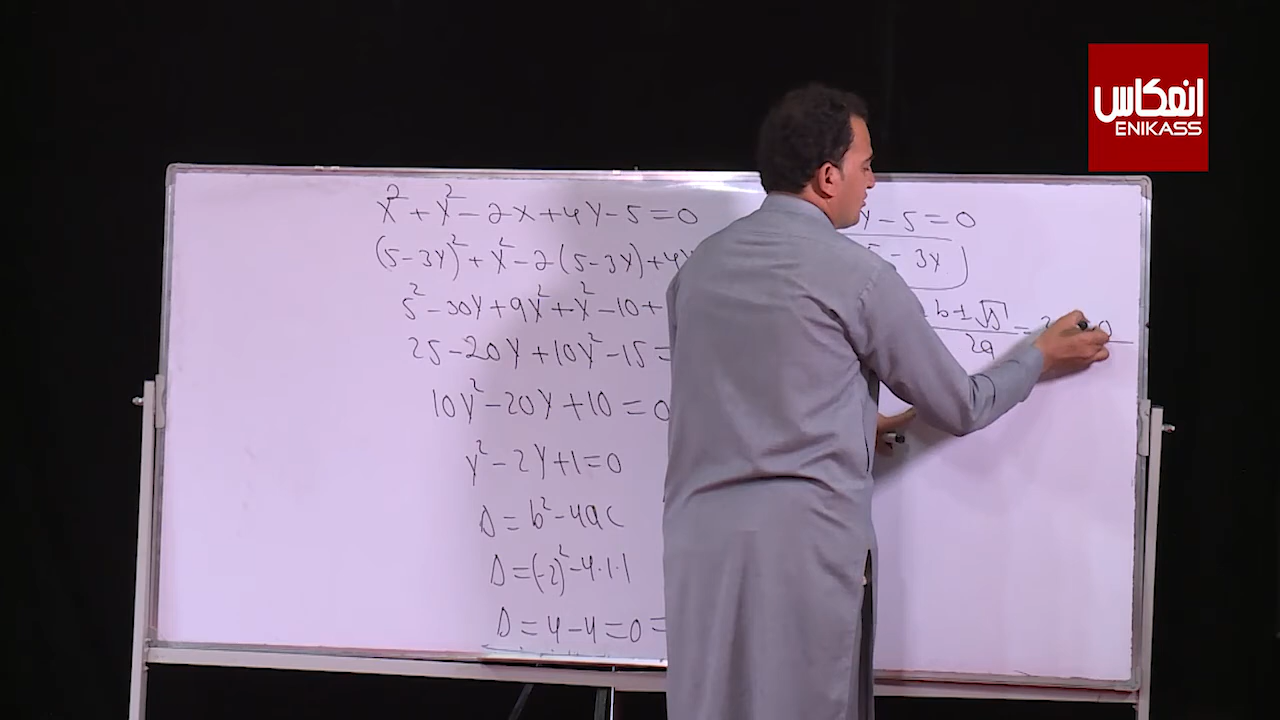 انعکاس
ENIKASS
x² + y² - 2x + 4y - 5 = 0
(5 - 3y)² + y² - 2(5 - 3y) + 4y
5² - 30y + 9y² + y² - 10 +
25 - 20y + 10y² - 15 =
10y² - 20y + 10 = 0
y² - 2y + 1 = 0
Δ = b² - 4ac
Δ = (-2)² - 4·1·1
Δ = 4 - 4 = 0 =
y - 5 = 0
5 - 3y
-b ± √Δ
2a